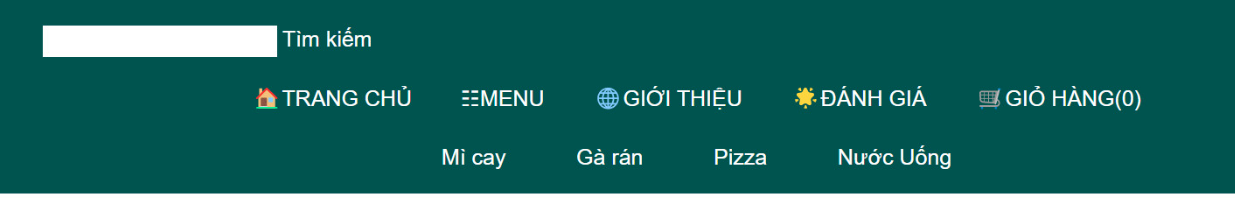 Tìm kiếm
🏠TRANG CHỦ ☷MENU 🌐GIỚI THIỆU 🌟ĐÁNH GIÁ 🛒GIỎ HÀNG(0)
Mì cay Gà rán Pizza Nước Uống